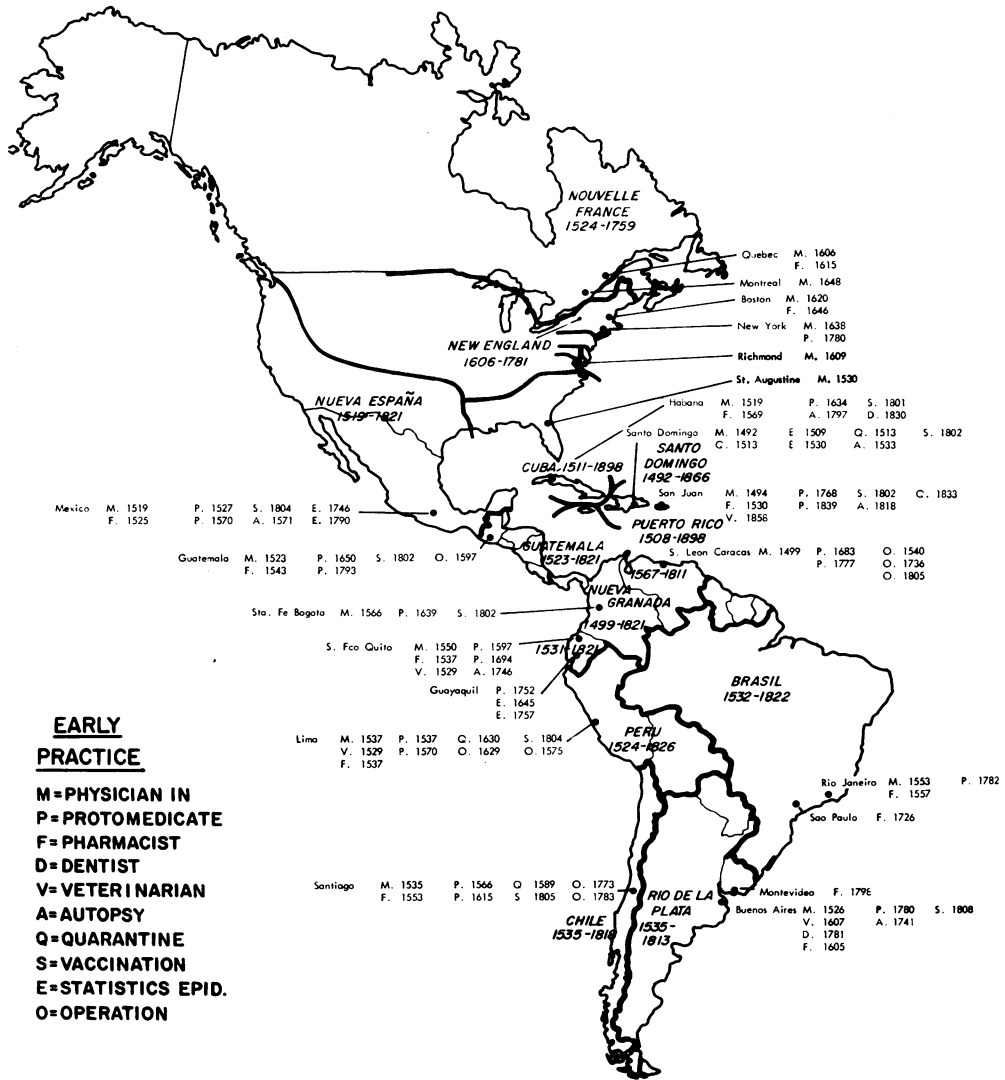 NOUVELLE
FRANCE
1524-1759
Quebec M. 1606
F. 1615
Montreal M. 1648
Boston M. 1620
F. 1646
New York M. 1638
P. 1780
NEW ENGLAND
1606-1781
Richmond M. 1609
St. Augustine M. 1530
NUEVA ESPAÑA
1519-1821
Habana M. 1519 P. 1634 S. 1801
F. 1569 A. 1797 D. 1830
Santo Domingo M. 1492 E 1509 Q. 1513 S. 1802
C. 1513 E 1530 A. 1533
SANTO
DOMINGO
1492-1866
CUBA 1511-1898
San Juan M. 1494 P. 1768 S. 1802 C. 1833
F. 1530 P. 1839 A. 1818
V. 1856
PUERTO RICO
1508-1898
Mexico M. 1519 P. 1527 S. 1804 E. 1746
F. 1525 P. 1570 A. 1571 E. 1790
GUATEMALA
1523-1821
Guatemala M. 1523 P. 1650 S. 1802 O. 1597
F. 1543 P. 1793
S. Leon Caracas M. 1499 P. 1683 O. 1540
P. 1777 O. 1736
O. 1805
1567-1811
NUEVA
GRANADA
1499-1821
Sta. Fe Bogota M. 1566 P. 1639 S. 1802
S. Fco Quito M. 1550 P. 1597
F. 1537 P. 1694
V. 1529 A. 1746
1531-1821
Guayaquil P. 1752
E. 1645
E. 1757
BRASIL
1532-1822
Lima M. 1537 P. 1537 Q. 1630 S. 1804
V. 1529 P. 1570 O. 1629 O. 1575
F. 1537
PERU
1524-1826
Rio Janeiro M. 1553 P. 1782
F. 1557
Sao Paulo F. 1726
Santiago M. 1535 P. 1566 Q 1589 O. 1773
F. 1553 P. 1615 S 1805 O. 1783
CHILE
1535-1818
RIO DE LA
PLATA
1535-
1813
Montevideo F. 1798
Buenos Aires M. 1526 P. 1780 S. 1808
V. 1607 A. 1741
D. 1781
F. 1605
EARLY
PRACTICE
M=PHYSICIAN IN
P=PROTOMEDICATE
F=PHARMACIST
D=DENTIST
V=VETERINARIAN
A=AUTOPSY
Q=QUARANTINE
S=VACCINATION
E=STATISTICS EPID.
O=OPERATION